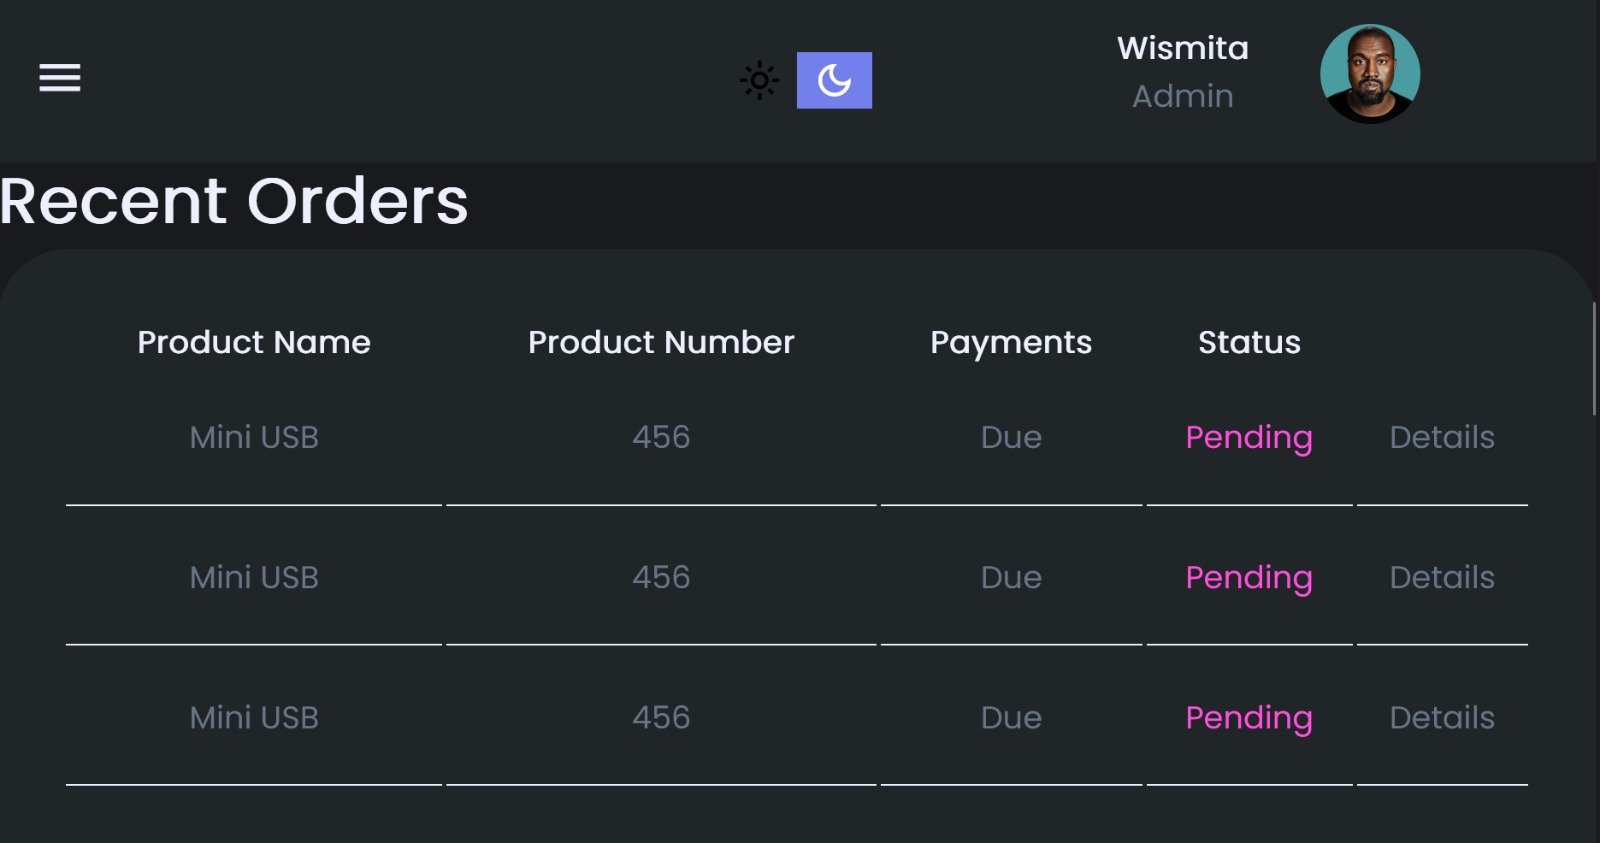 Wismita
Admin
Recent Orders
Product Name Product Number Payments Status
Mini USB 456 Due Pending Details
Mini USB 456 Due Pending Details
Mini USB 456 Due Pending Details